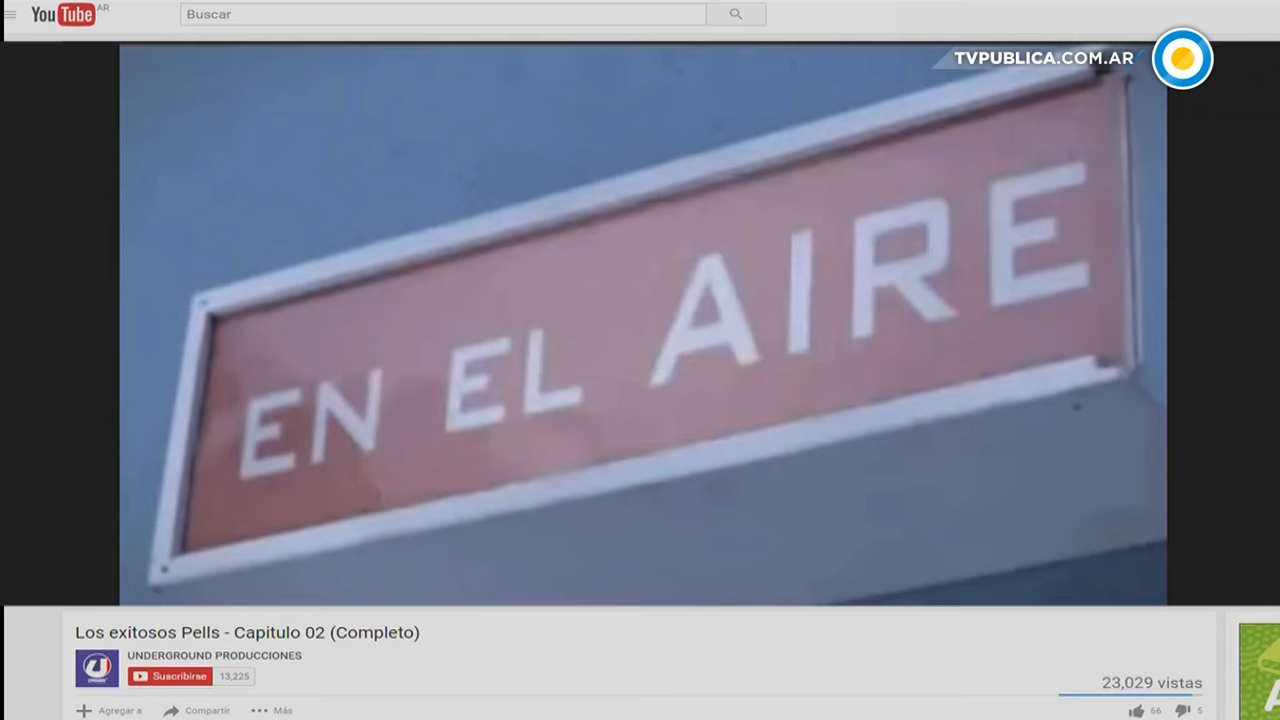 YouTube AR
Buscar
TVPUBLICA.COM.AR
EN EL AIRE
Los exitosos Pells - Capitulo 02 (Completo)
UNDERGROUND PRODUCCIONES
Suscribirse 13,225
23,029 vistas
Agregar a Compartir Más
66 5